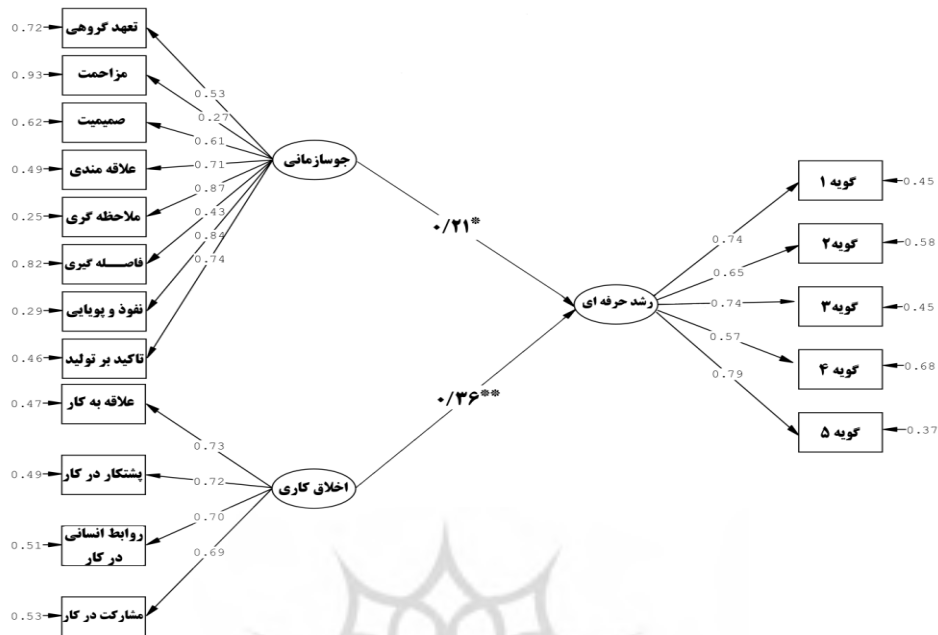 0.72 تعهد گروهی
0.93 مزاحمت
0.62 صمیمیت
0.49 علاقه مندی
0.25 ملاحظه گری
0.82 فاصله گیری
0.29 نفوذ و پویایی
0.46 تاکید بر تولید
0.47 علاقه به کار
0.49 پشتکار در کار
0.51 روابط انسانی
در کار
0.53 مشارکت در کار
0.53
0.27
0.61
0.71
0.87
0.43
0.84
0.74
0.73
0.72
0.70
0.69
جوسازمانی
اخلاق کاری
۰/۲۱*
۰/۳۶**
رشد حرفه ای
0.74
0.65
0.74
0.57
0.79
گویه ۱ 0.45
گویه ۲ 0.58
گویه ۳ 0.45
گویه ۴ 0.68
گویه ۵ 0.37